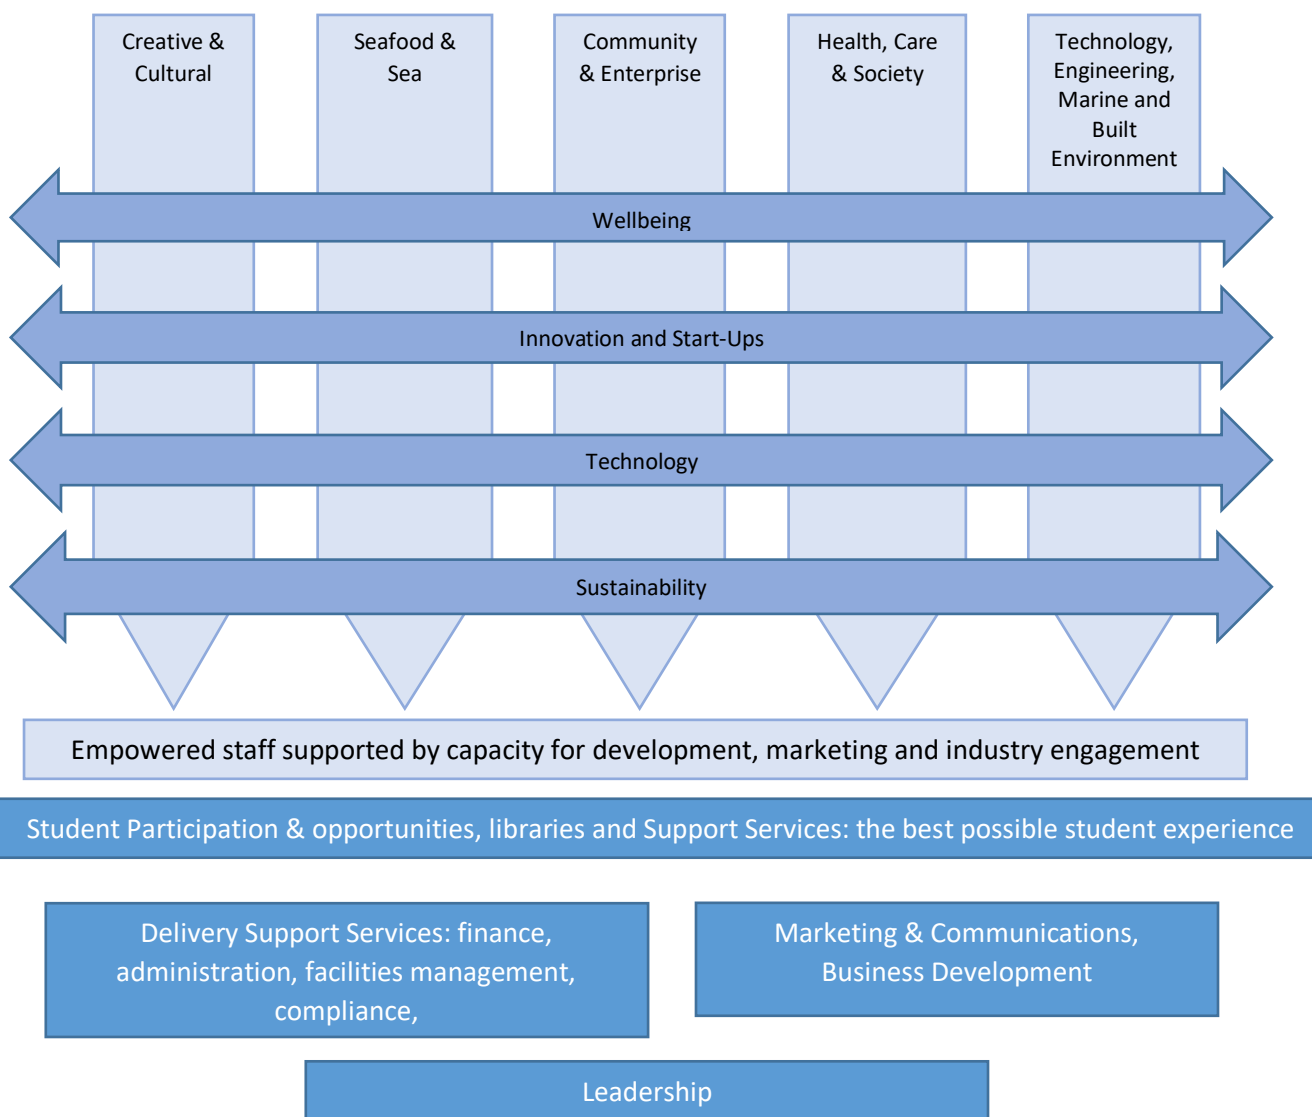 Creative &
Cultural
Seafood &
Sea
Community
& Enterprise
Health, Care
& Society
Technology,
Engineering,
Marine and
Built
Environment
Wellbeing
Innovation and Start-Ups
Technology
Sustainability
Empowered staff supported by capacity for development, marketing and industry engagement
Student Participation & opportunities, libraries and Support Services: the best possible student experience
Delivery Support Services: finance,
administration, facilities management,
compliance,
Marketing & Communications,
Business Development
Leadership